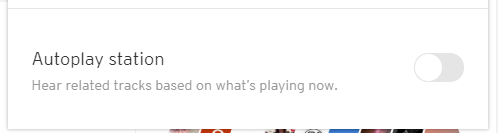 Autoplay station
Hear related tracks based on what's playing now.